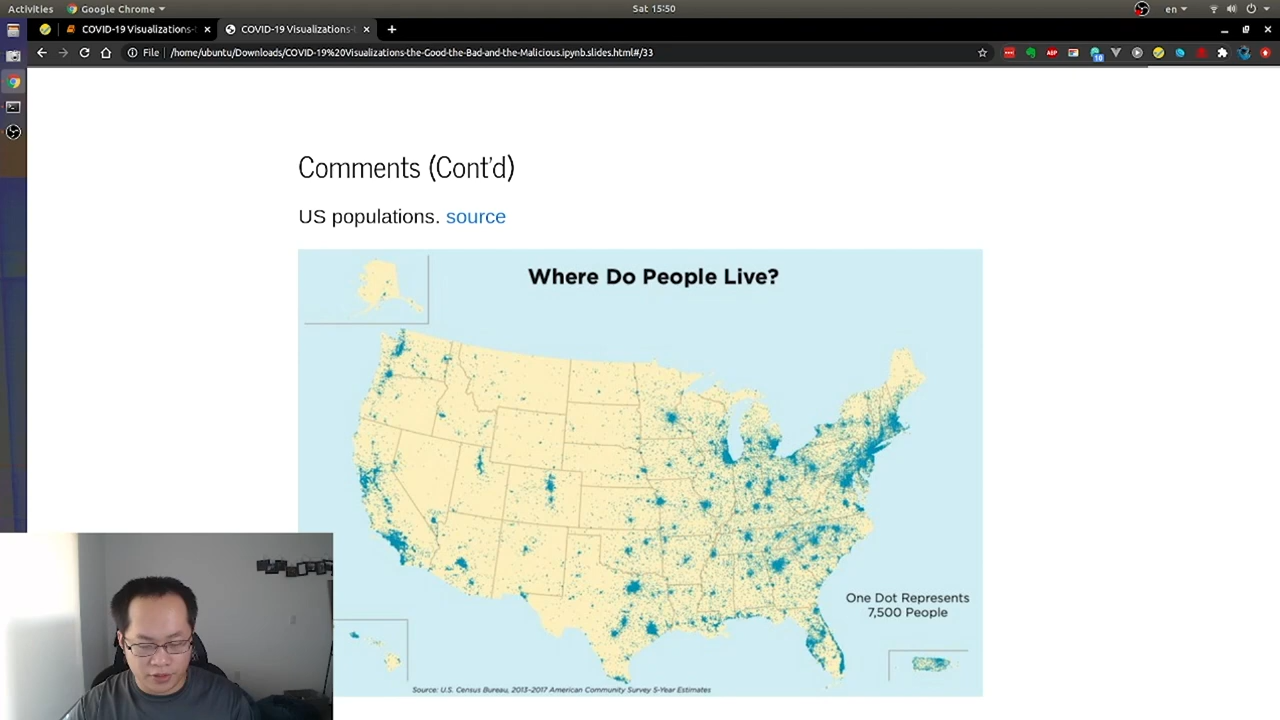 Activities
Google Chrome
Sat 15:50
en
COVID-19 Visualizations-
COVID-19 Visualizations-
File
/home/ubuntu/Downloads/COVID-19%20Visualizations-the-Good-the-Bad-and-the-Malicious.ipynb.slides.html#/33
ABP
10
Comments (Cont'd)
US populations. source
Where Do People Live?
One Dot Represents
7,500 People
Source: U.S. Census Bureau, 2013-2017 American Community Survey 5-Year Estimates